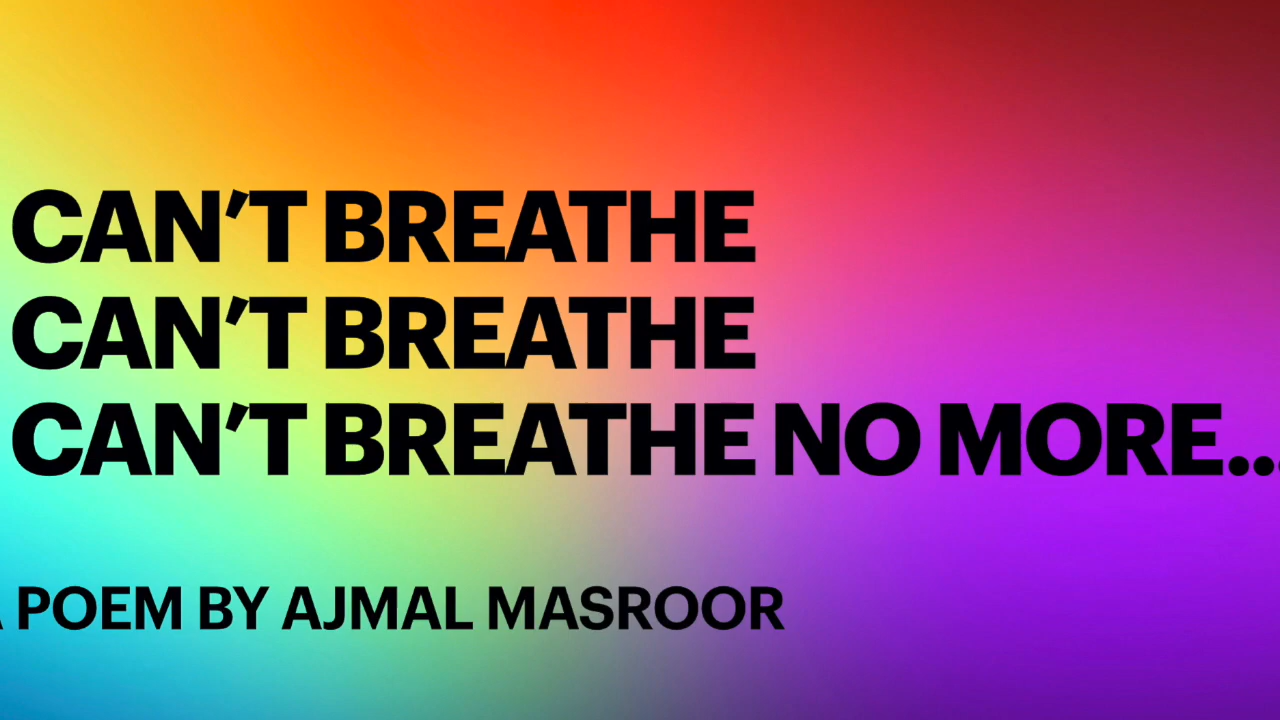 CAN’T BREATHE
CAN’T BREATHE
CAN’T BREATHE NO MORE...
A POEM BY AJMAL MASROOR